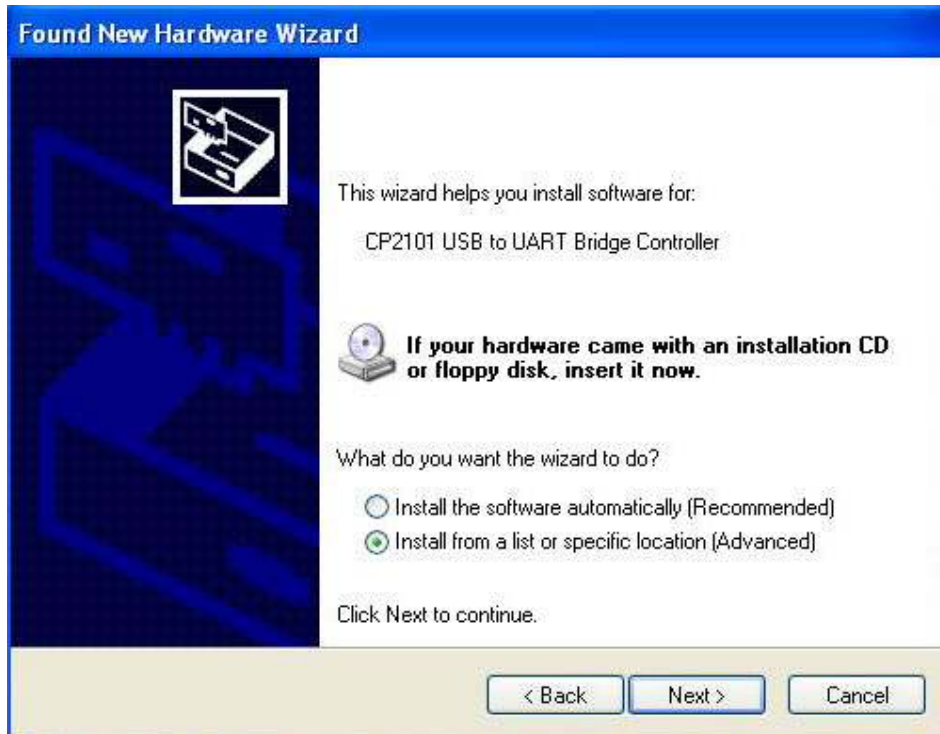 Found New Hardware Wizard
This wizard helps you install software for:
CP2101 USB to UART Bridge Controller
If your hardware came with an installation CD
or floppy disk, insert it now.
What do you want the wizard to do?
Install the software automatically (Recommended)
Install from a list or specific location (Advanced)
Click Next to continue.
< Back Next > Cancel